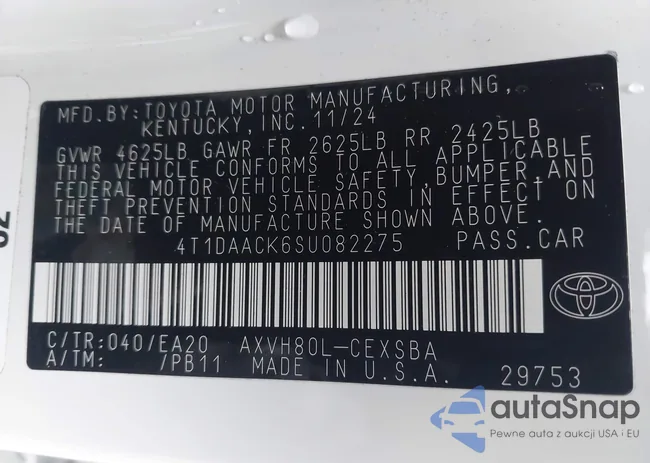 MFD.BY:TOYOTA MOTOR MANUFACTURING,
KENTUCKY,INC.11/24
GVWR 4625LB GAWR FR 2625LB RR 2425LB
THIS VEHICLE CONFORMS TO ALL APPLICABLE
FEDERAL MOTOR VEHICLE SAFETY,BUMPER,AND
THEFT PREVENTION STANDARDS IN EFFECT ON
THE DATE OF MANUFACTURE SHOWN ABOVE.
4T1DAACK6SU082275 PASS.CAR
C/TR:040/EA20 AXVH80L-CEXSBA
A/TM: /PB11 MADE IN U.S.A.
29753
autaSnap
Pewne auta z aukcji USA i EU